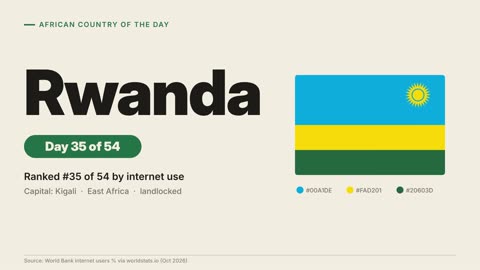 AFRICAN COUNTRY OF THE DAY
Rwanda
Day 35 of 54
Ranked #35 of 54 by internet use
Capital: Kigali · East Africa · landlocked
#00A1DE
#FAD201
#20603D
Source: World Bank internet users % via worldstats.io (Oct 2026)